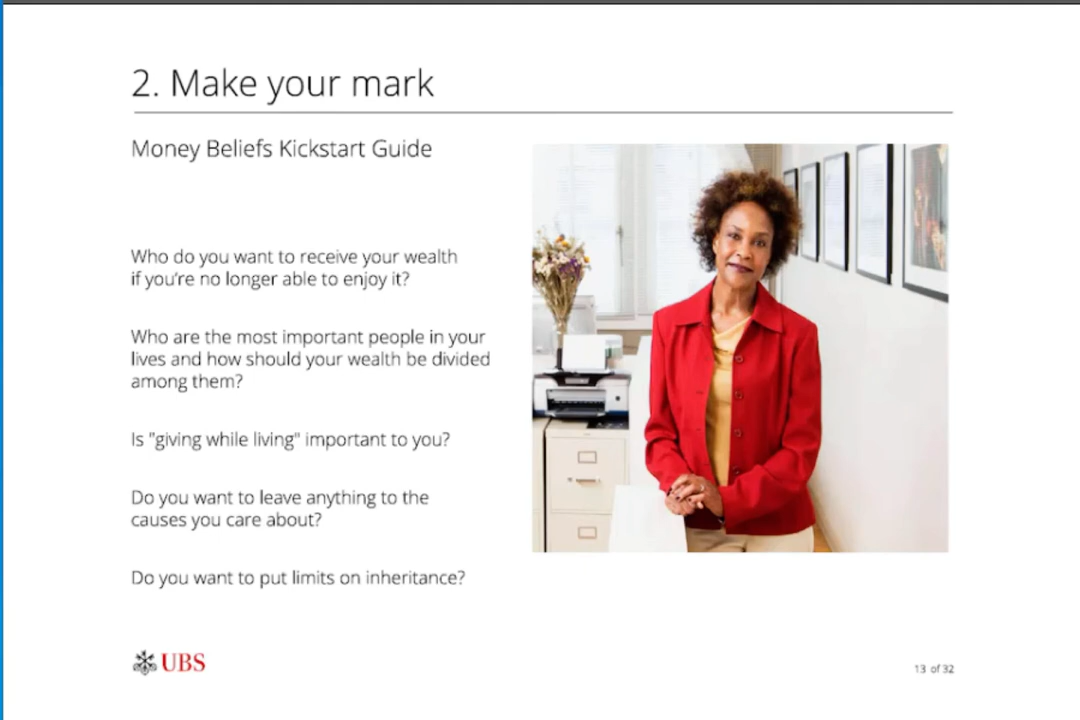 2. Make your mark
Money Beliefs Kickstart Guide
Who do you want to receive your wealth
if you're no longer able to enjoy it?
Who are the most important people in your
lives and how should your wealth be divided
among them?
Is "giving while living" important to you?
Do you want to leave anything to the
causes you care about?
Do you want to put limits on inheritance?
UBS
13 of 32